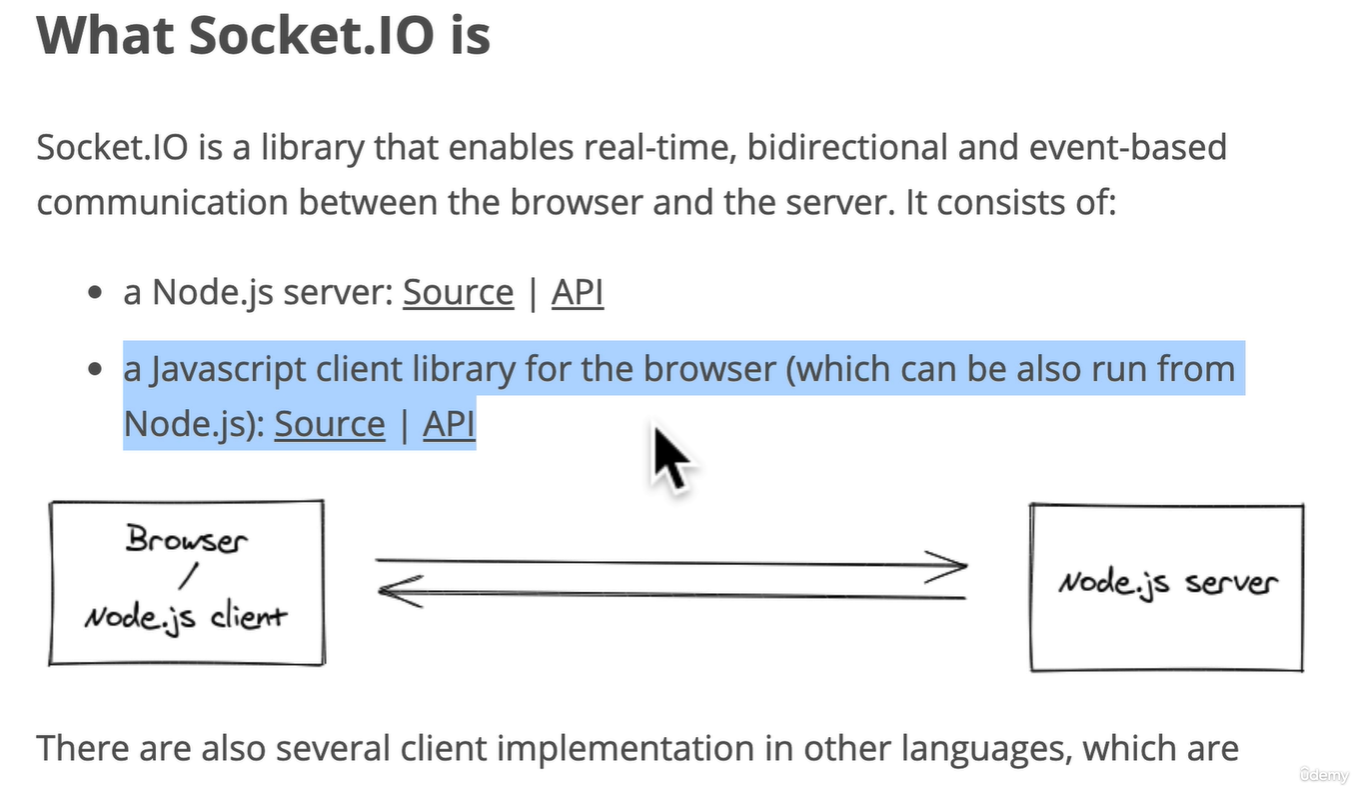 What Socket.IO is
Socket.IO is a library that enables real-time, bidirectional and event-based
communication between the browser and the server. It consists of:
• a Node.js server: Source | API
• a Javascript client library for the browser (which can be also run from
Node.js): Source | API
Browser
/
Node.js client
Node.js server
There are also several client implementation in other languages, which are
ûdemy